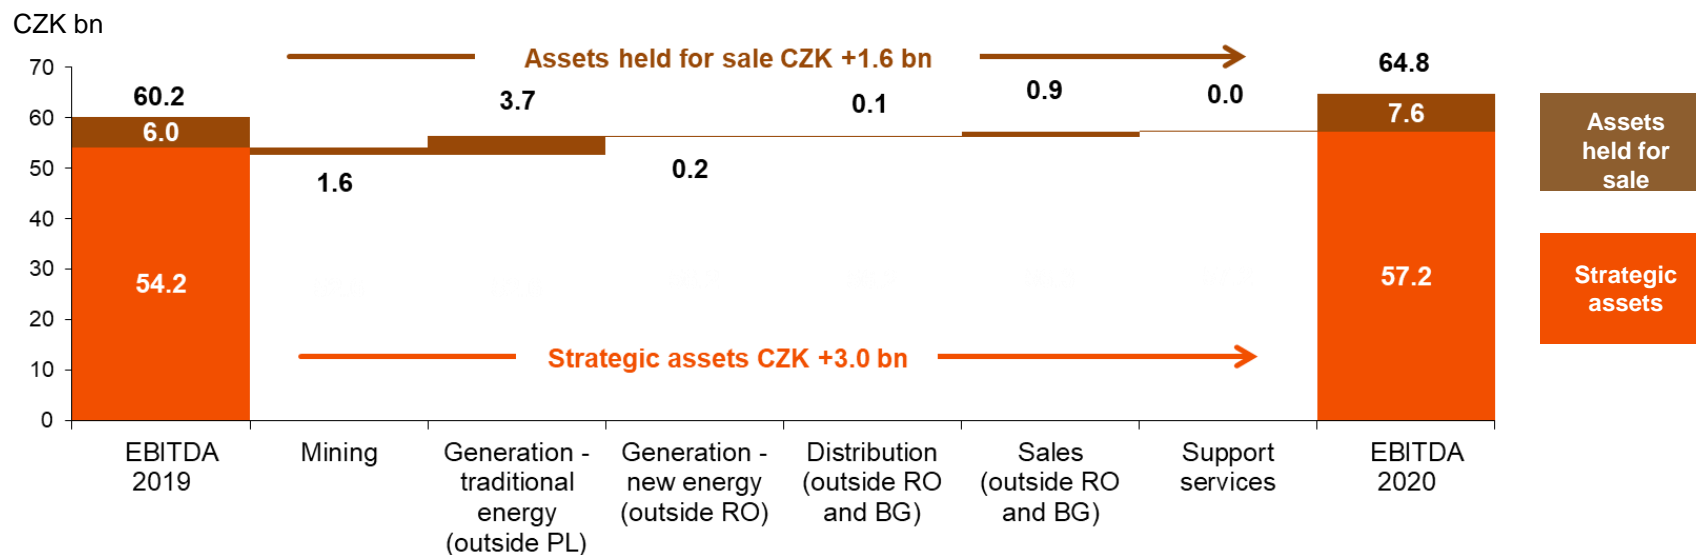 CZK bn
Assets held for sale CZK +1.6 bn
70
60
50
40
30
20
10
0
60.2
6.0
54.2
1.6
3.7
0.2
0.1
0.9
0.0
64.8
7.6
57.2
Strategic assets CZK +3.0 bn
EBITDA
2019
Mining
Generation -
traditional
energy
(outside PL)
Generation -
new energy
(outside RO)
Distribution
(outside RO
and BG)
Sales
(outside RO
and BG)
Support
services
EBITDA
2020
Assets
held for
sale
Strategic
assets